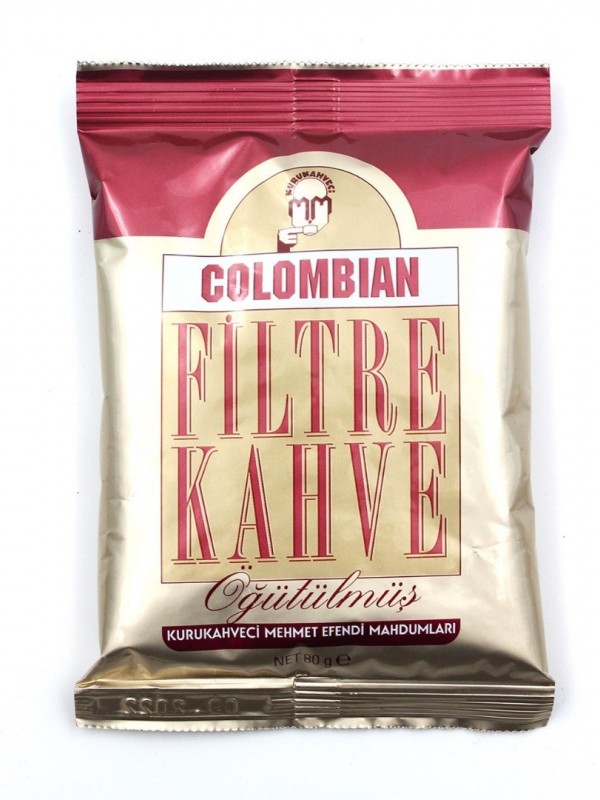 KURUKAHVECİ
MM
COLOMBIAN
FİLTRE
KAHVE
Öğütülmüş
KURUKAHVECİ MEHMET EFENDİ MAHDUMLARI
NET 80 g ℮